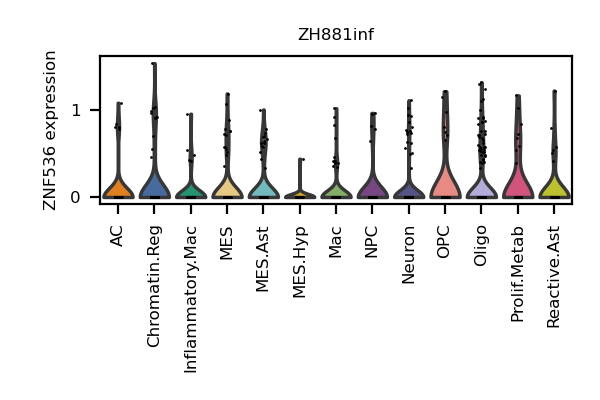 ZH881inf
ZNF536 expression
1
0
AC
Chromatin.Reg
Inflammatory.Mac
MES
MES.Ast
MES.Hyp
Mac
NPC
Neuron
OPC
Oligo
Prolif.Metab
Reactive.Ast